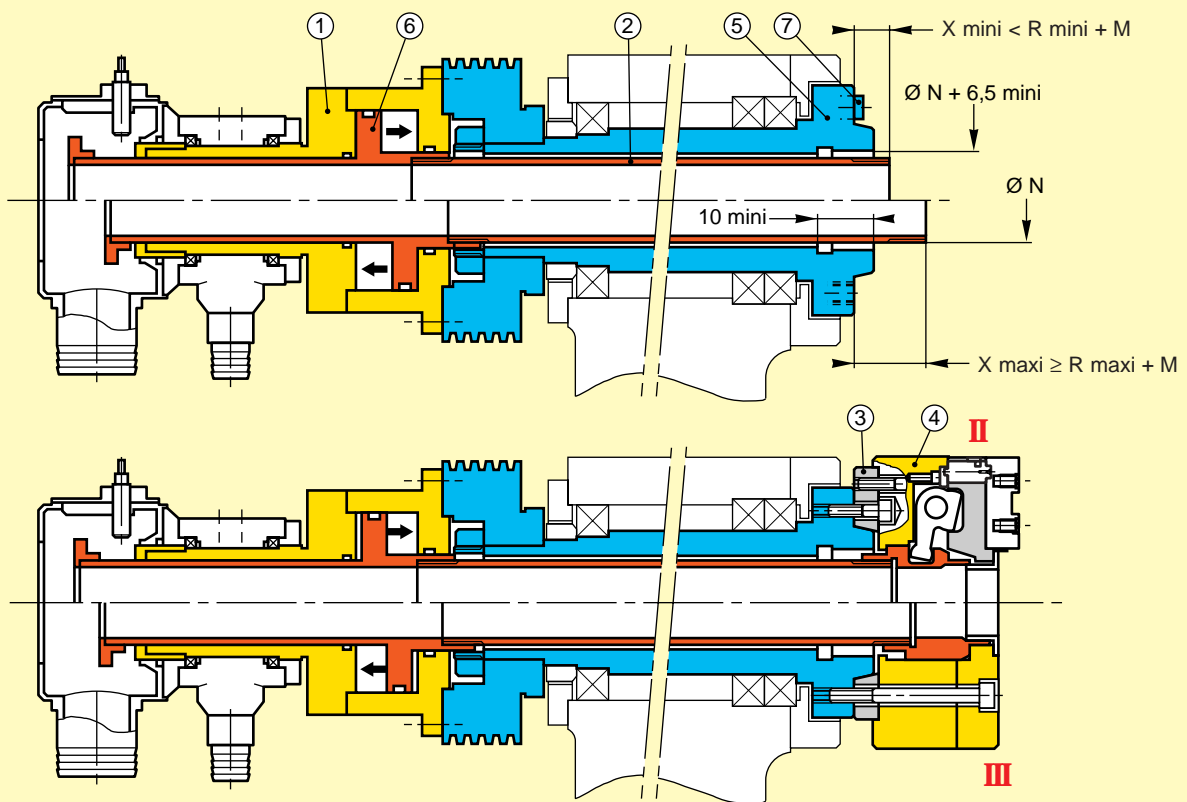 1 6 2 5 7 X mini < R mini + M
Ø N + 6,5 mini
Ø N
10 mini
X maxi ≥ R maxi + M
3 4 II
III